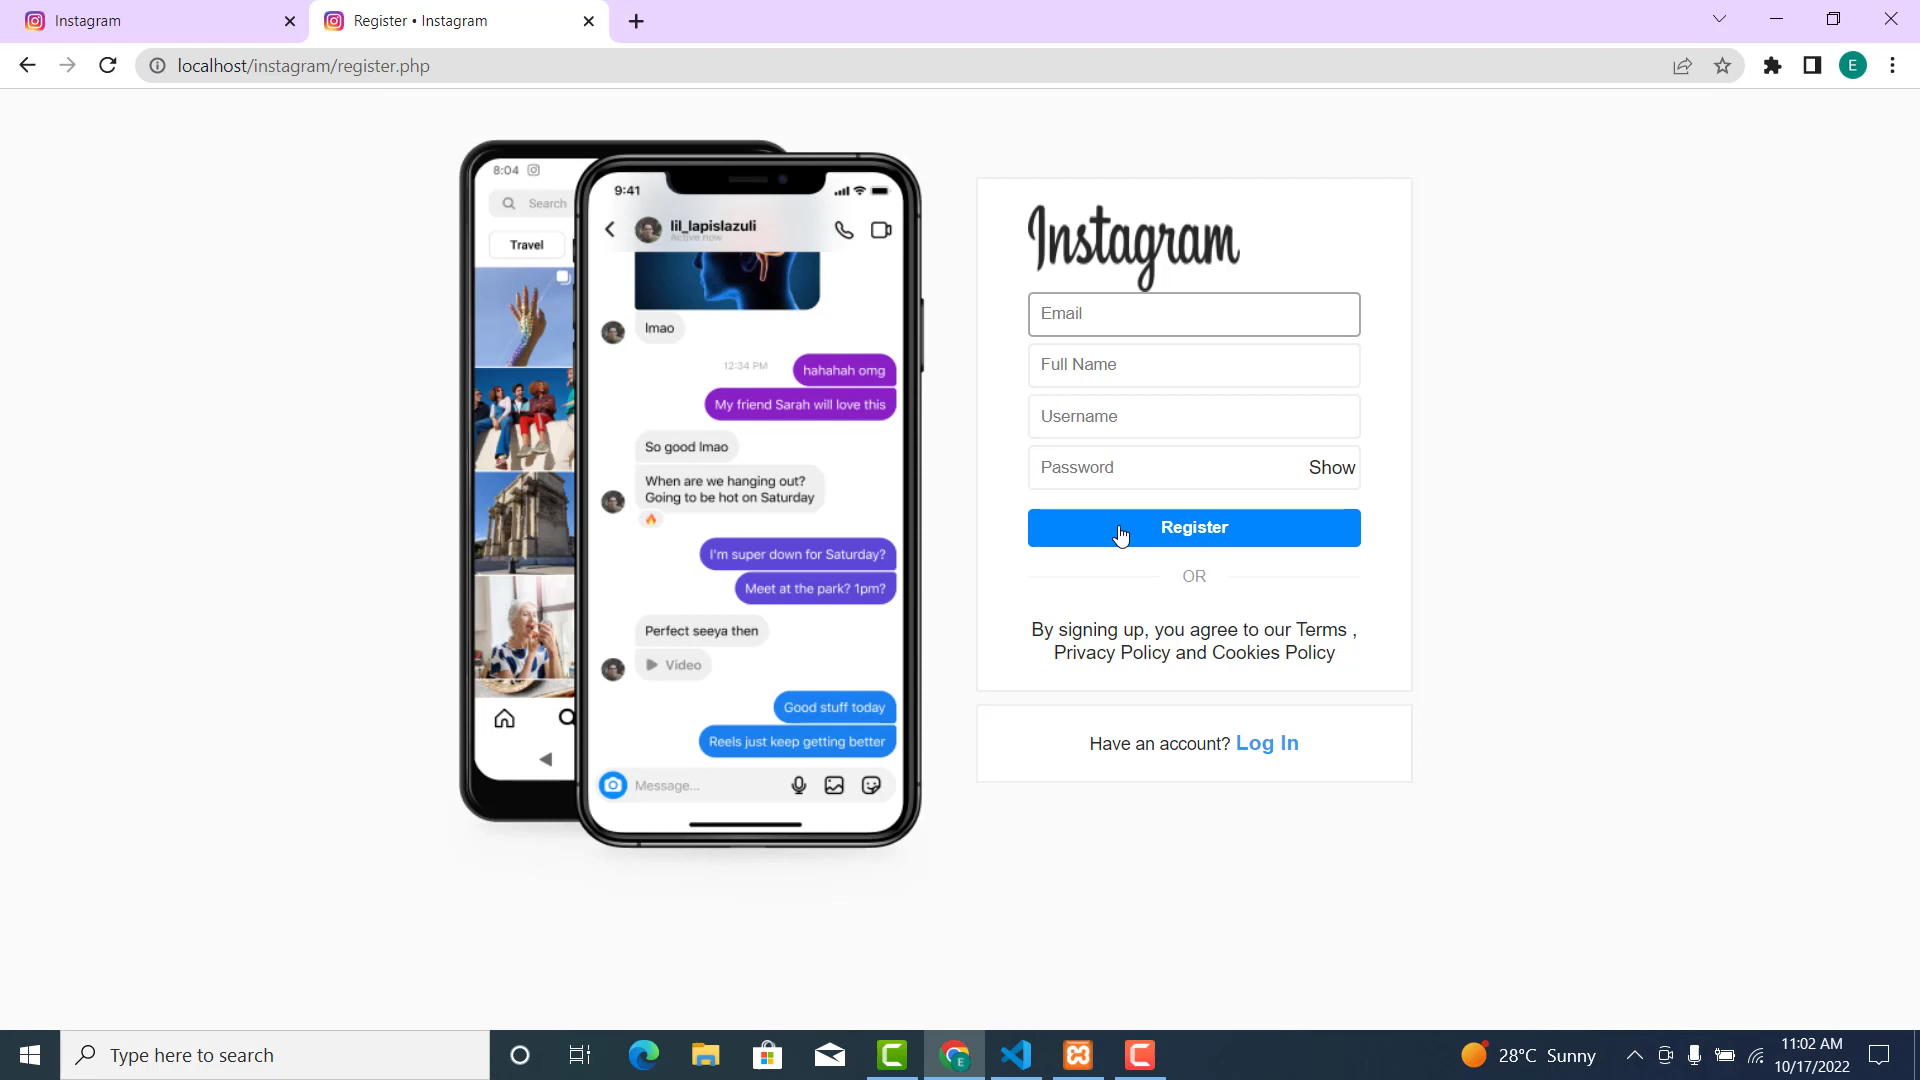 Instagram
Register • Instagram
localhost/instagram/register.php
E
8:04
Search
Travel
9:41
lil_lapislazuli
Active now
lmao
12:34 PM
hahahah omg
My friend Sarah will love this
So good lmao
When are we hanging out?
Going to be hot on Saturday
I'm super down for Saturday?
Meet at the park? 1pm?
Perfect seeya then
Video
Good stuff today
Reels just keep getting better
Message...
Instagram
Email
Full Name
Username
Password
Show
Register
OR
By signing up, you agree to our Terms ,
Privacy Policy and Cookies Policy
Have an account? Log In
Type here to search
E
28°C Sunny
11:02 AM
10/17/2022